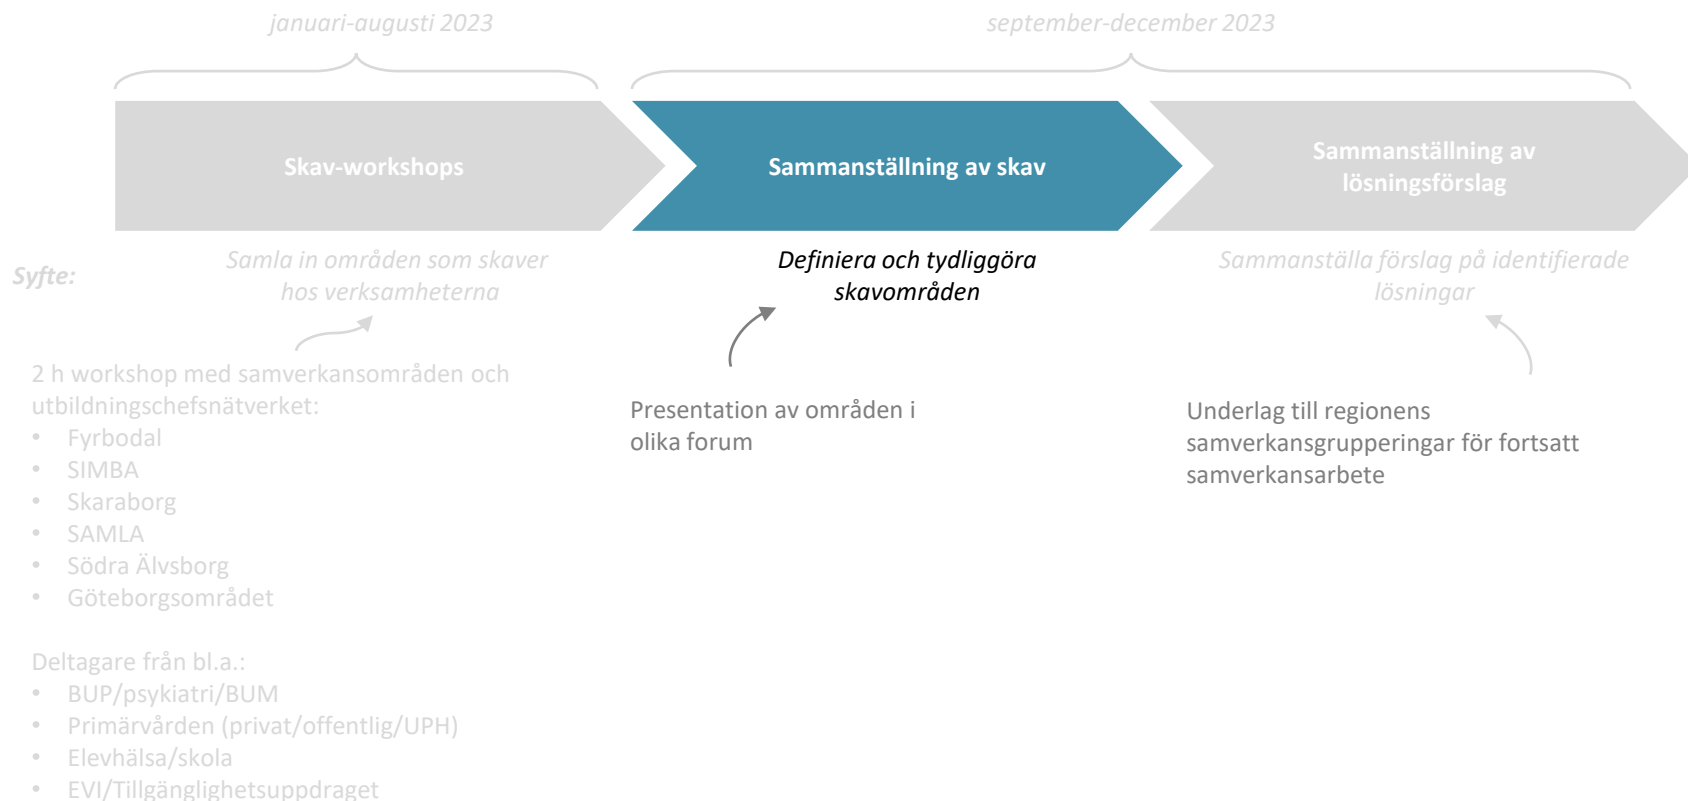 januari-augusti 2023
september-december 2023
Skav-workshops
Sammanställning av skav
Sammanställning av
lösningsförslag
Syfte:
Samla in områden som skaver
hos verksamheterna
Definiera och tydliggöra
skavområden
Sammanställa förslag på identifierade
lösningar
2 h workshop med samverkansområden och
utbildningschefsnätverket:
• Fyrbodal
• SIMBA
• Skaraborg
• SAMLA
• Södra Älvsborg
• Göteborgsområdet
Deltagare från bl.a.:
• BUP/psykiatri/BUM
• Primärvården (privat/offentlig/UPH)
• Elevhälsa/skola
• EVI/Tillgänglighetsuppdraget
Presentation av områden i
olika forum
Underlag till regionens
samverkansgrupperingar för fortsatt
samverkansarbete